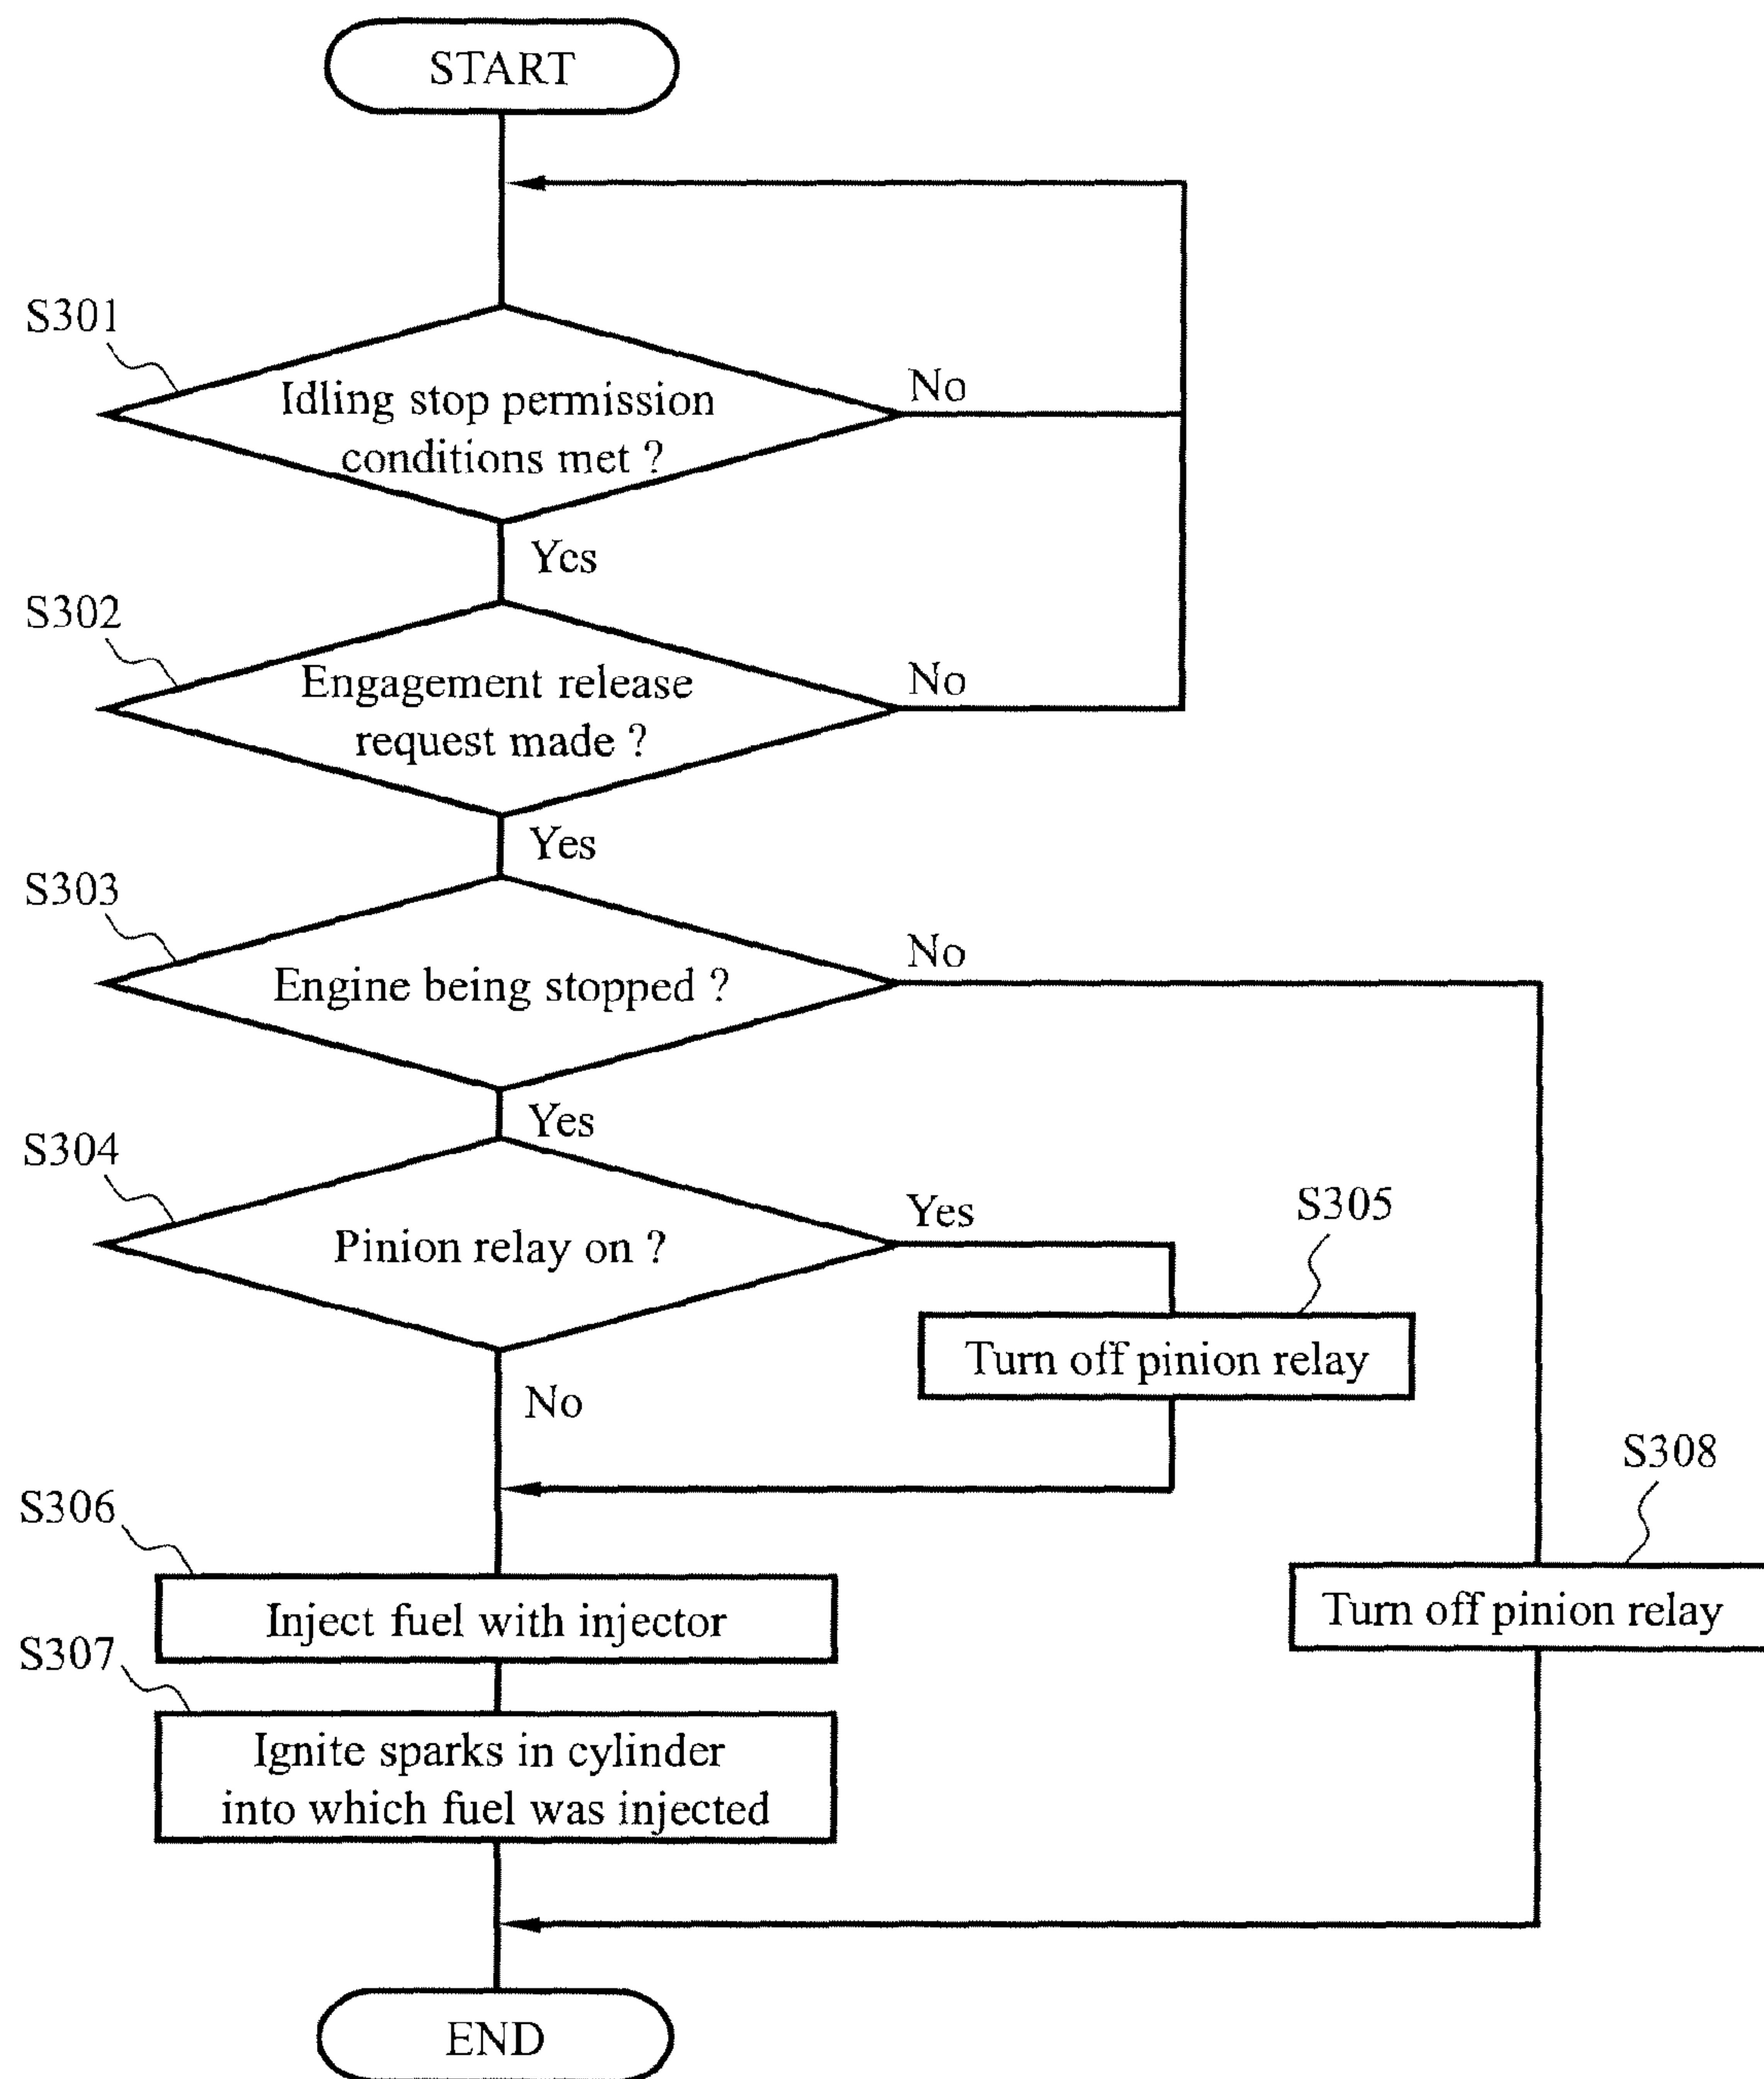 START
S301
Idling stop permission
conditions met ?
No
Yes
S302
Engagement release
request made ?
No
Yes
S303
Engine being stopped ?
No
Yes
S304
Pinion relay on ?
Yes
S305
Turn off pinion relay
No
S308
Turn off pinion relay
S306
Inject fuel with injector
S307
Ignite sparks in cylinder
into which fuel was injected
END